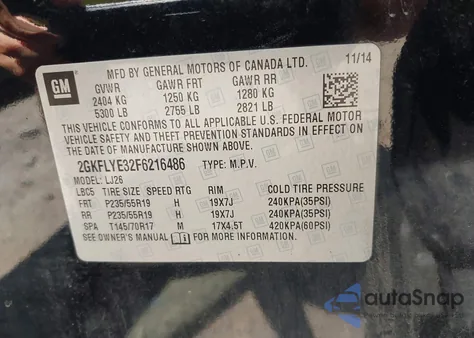 GM
MFD BY GENERAL MOTORS OF CANADA LTD. 11/14
GVWR GAWR FRT GAWR RR
2404 KG 1250 KG 1280 KG
5300 LB 2755 LB 2821 LB
THIS VEHICLE CONFORMS TO ALL APPLICABLE U.S. FEDERAL MOTOR
VEHICLE SAFETY AND THEFT PREVENTION STANDARDS IN EFFECT ON THE
DATE OF MANUFACTURE SHOWN ABOVE.
2GKFLYE32F6216486 TYPE: M.P.V.
MODEL: LJ26
LBC5 TIRE SIZE SPEED RTG RIM COLD TIRE PRESSURE
FRT P235/55R19 H 19X7J 240KPA(35PSI)
RR P235/55R19 H 19X7J 240KPA(35PSI)
SPA T145/70R17 M 17X4.5T 420KPA(60PSI)
SEE OWNER'S MANUAL FOR MORE INFORMATION.
autoSnap